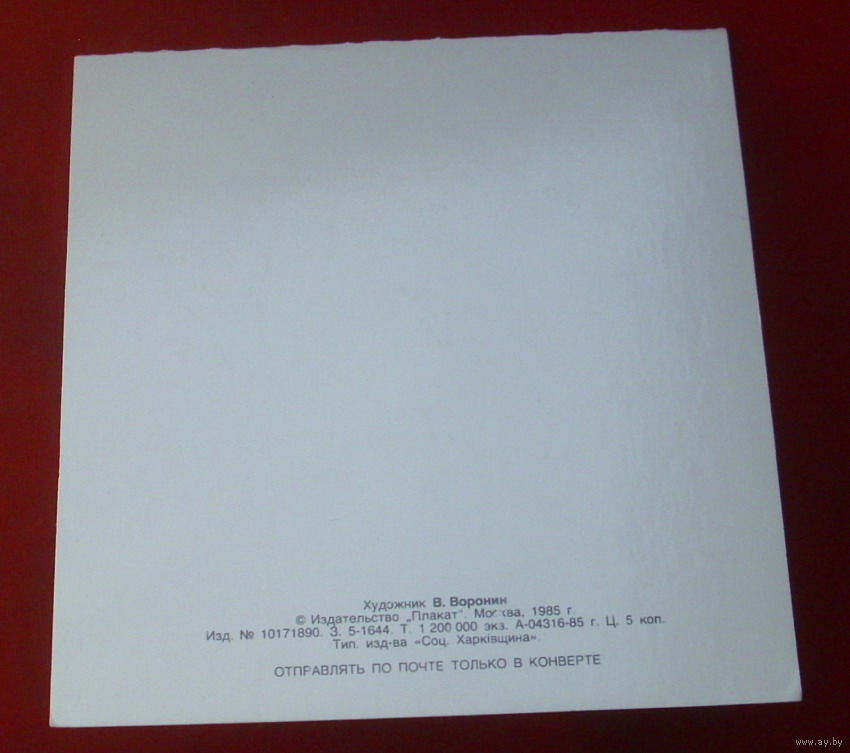 Художник В. Воронин
© Издательство „Плакат". Москва, 1985 г.
Изд. № 10171890. З. 5-1644. Т. 1 200 000 экз. А-04316-85 г. Ц. 5 коп.
Тип. изд-ва «Соц. Харкiвщина».
ОТПРАВЛЯТЬ ПО ПОЧТЕ ТОЛЬКО В КОНВЕРТЕ
www.ay.by